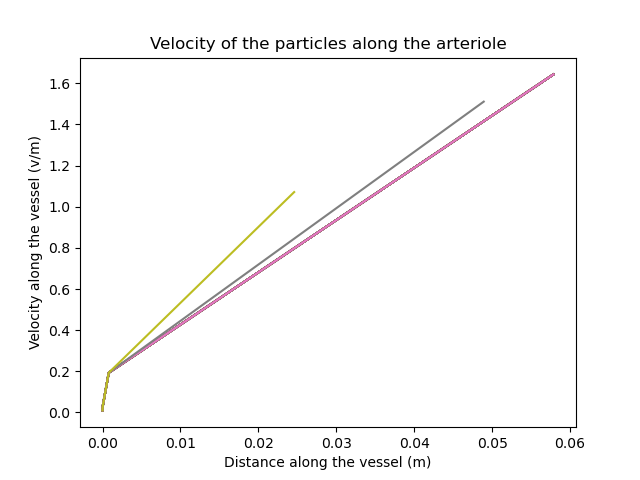 Velocity of the particles along the arteriole
Velocity along the vessel (v/m)
1.6
1.4
1.2
1.0
0.8
0.6
0.4
0.2
0.0
0.00 0.01 0.02 0.03 0.04 0.05 0.06
Distance along the vessel (m)